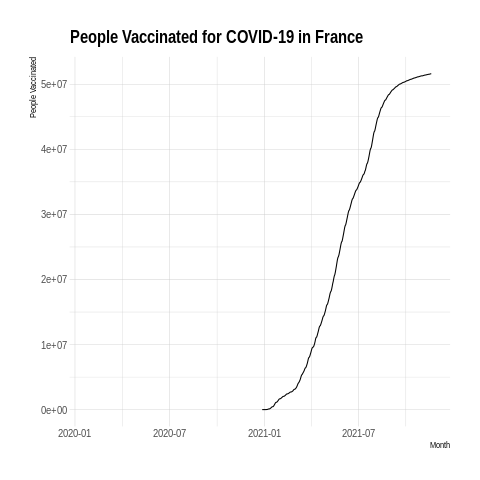 People Vaccinated for COVID-19 in France
People Vaccinated
5e+07
4e+07
3e+07
2e+07
1e+07
0e+00
2020-01 2020-07 2021-01 2021-07
Month